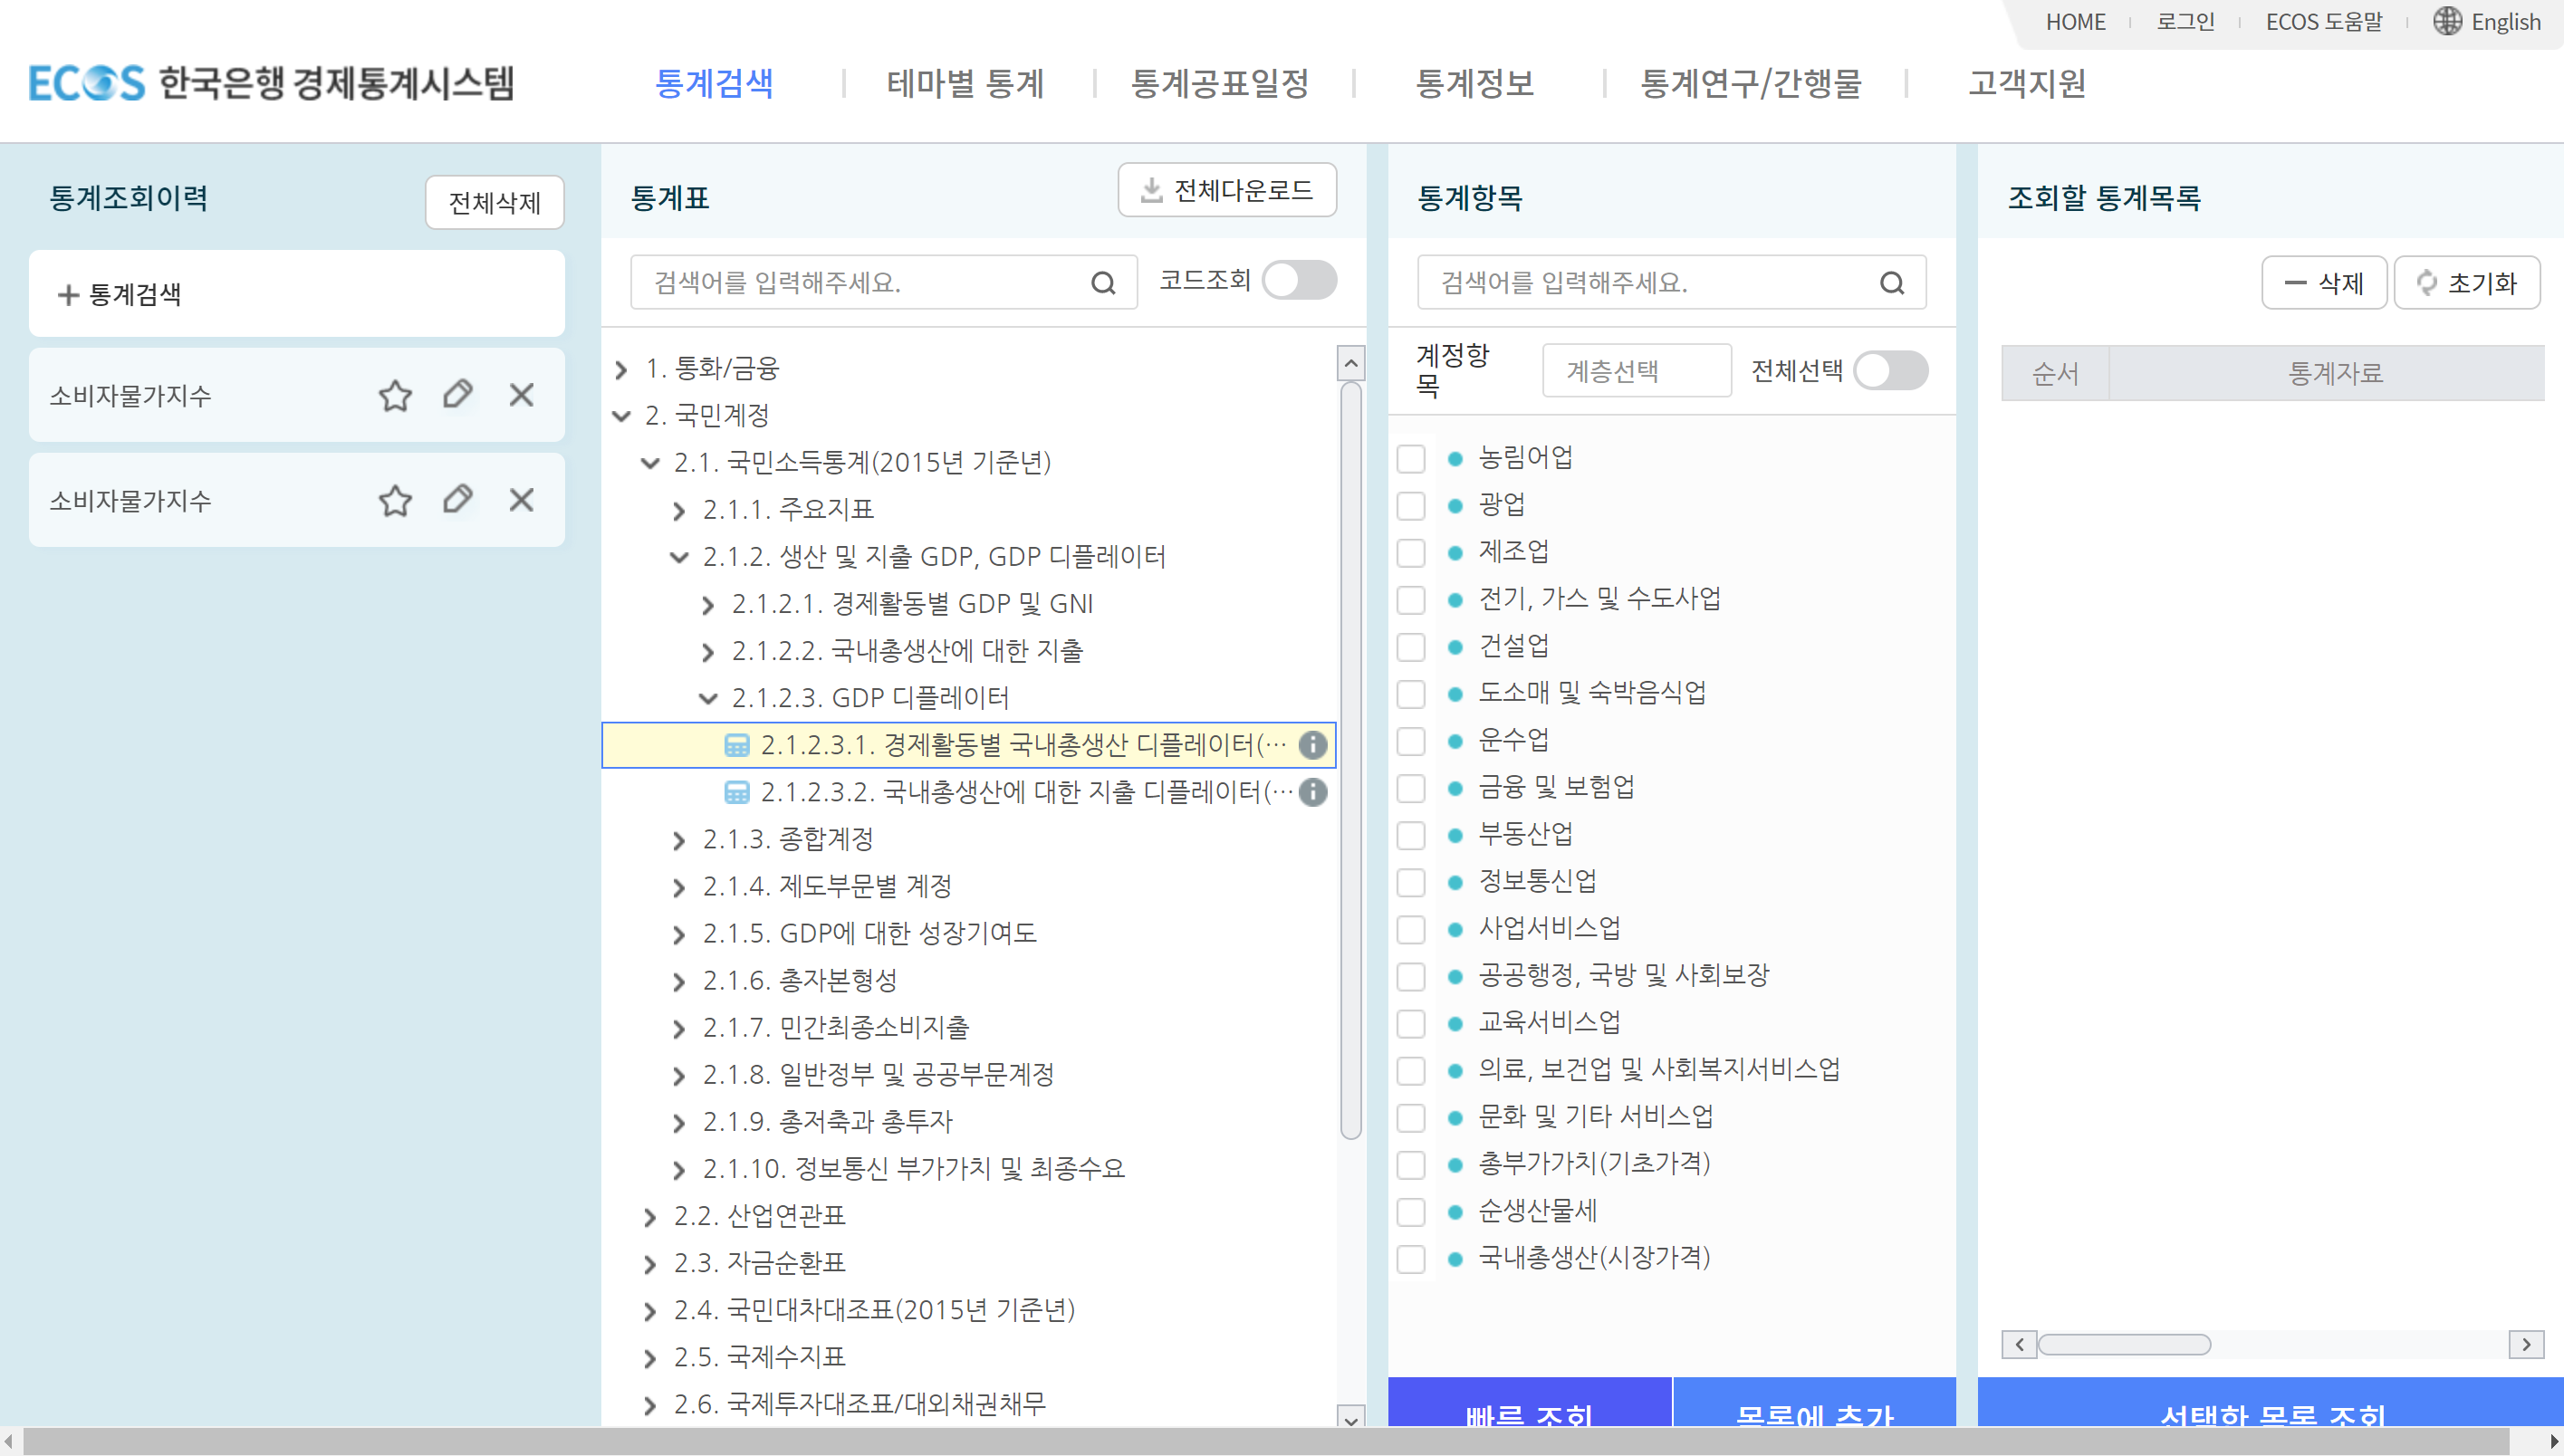 HOME
로그인
ECOS 도움말
English
ECOS 한국은행 경제통계시스템
통계검색
테마별 통계
통계공표일정
통계정보
통계연구/간행물
고객지원
통계조회이력
전체삭제
통계검색
소비자물가지수
소비자물가지수
통계표
전체다운로드
검색어를 입력해주세요.
코드조회
1. 통화/금융
2. 국민계정
2.1. 국민소득통계(2015년 기준년)
2.1.1. 주요지표
2.1.2. 생산 및 지출 GDP, GDP 디플레이터
2.1.2.1. 경제활동별 GDP 및 GNI
2.1.2.2. 국내총생산에 대한 지출
2.1.2.3. GDP 디플레이터
2.1.2.3.1. 경제활동별 국내총생산 디플레이터(…
2.1.2.3.2. 국내총생산에 대한 지출 디플레이터(…
2.1.3. 종합계정
2.1.4. 제도부문별 계정
2.1.5. GDP에 대한 성장기여도
2.1.6. 총자본형성
2.1.7. 민간최종소비지출
2.1.8. 일반정부 및 공공부문계정
2.1.9. 총저축과 총투자
2.1.10. 정보통신 부가가치 및 최종수요
2.2. 산업연관표
2.3. 자금순환표
2.4. 국민대차대조표(2015년 기준년)
2.5. 국제수지표
2.6. 국제투자대조표/대외채권채무
통계항목
검색어를 입력해주세요.
계정항
목
계층선택
전체선택
농림어업
광업
제조업
전기, 가스 및 수도사업
건설업
도소매 및 숙박음식업
운수업
금융 및 보험업
부동산업
정보통신업
사업서비스업
공공행정, 국방 및 사회보장
교육서비스업
의료, 보건업 및 사회복지서비스업
문화 및 기타 서비스업
총부가가치(기초가격)
순생산물세
국내총생산(시장가격)
빠른 조회
목록에 추가
조회할 통계목록
삭제
초기화
순서
통계자료
선택한 목록 조회